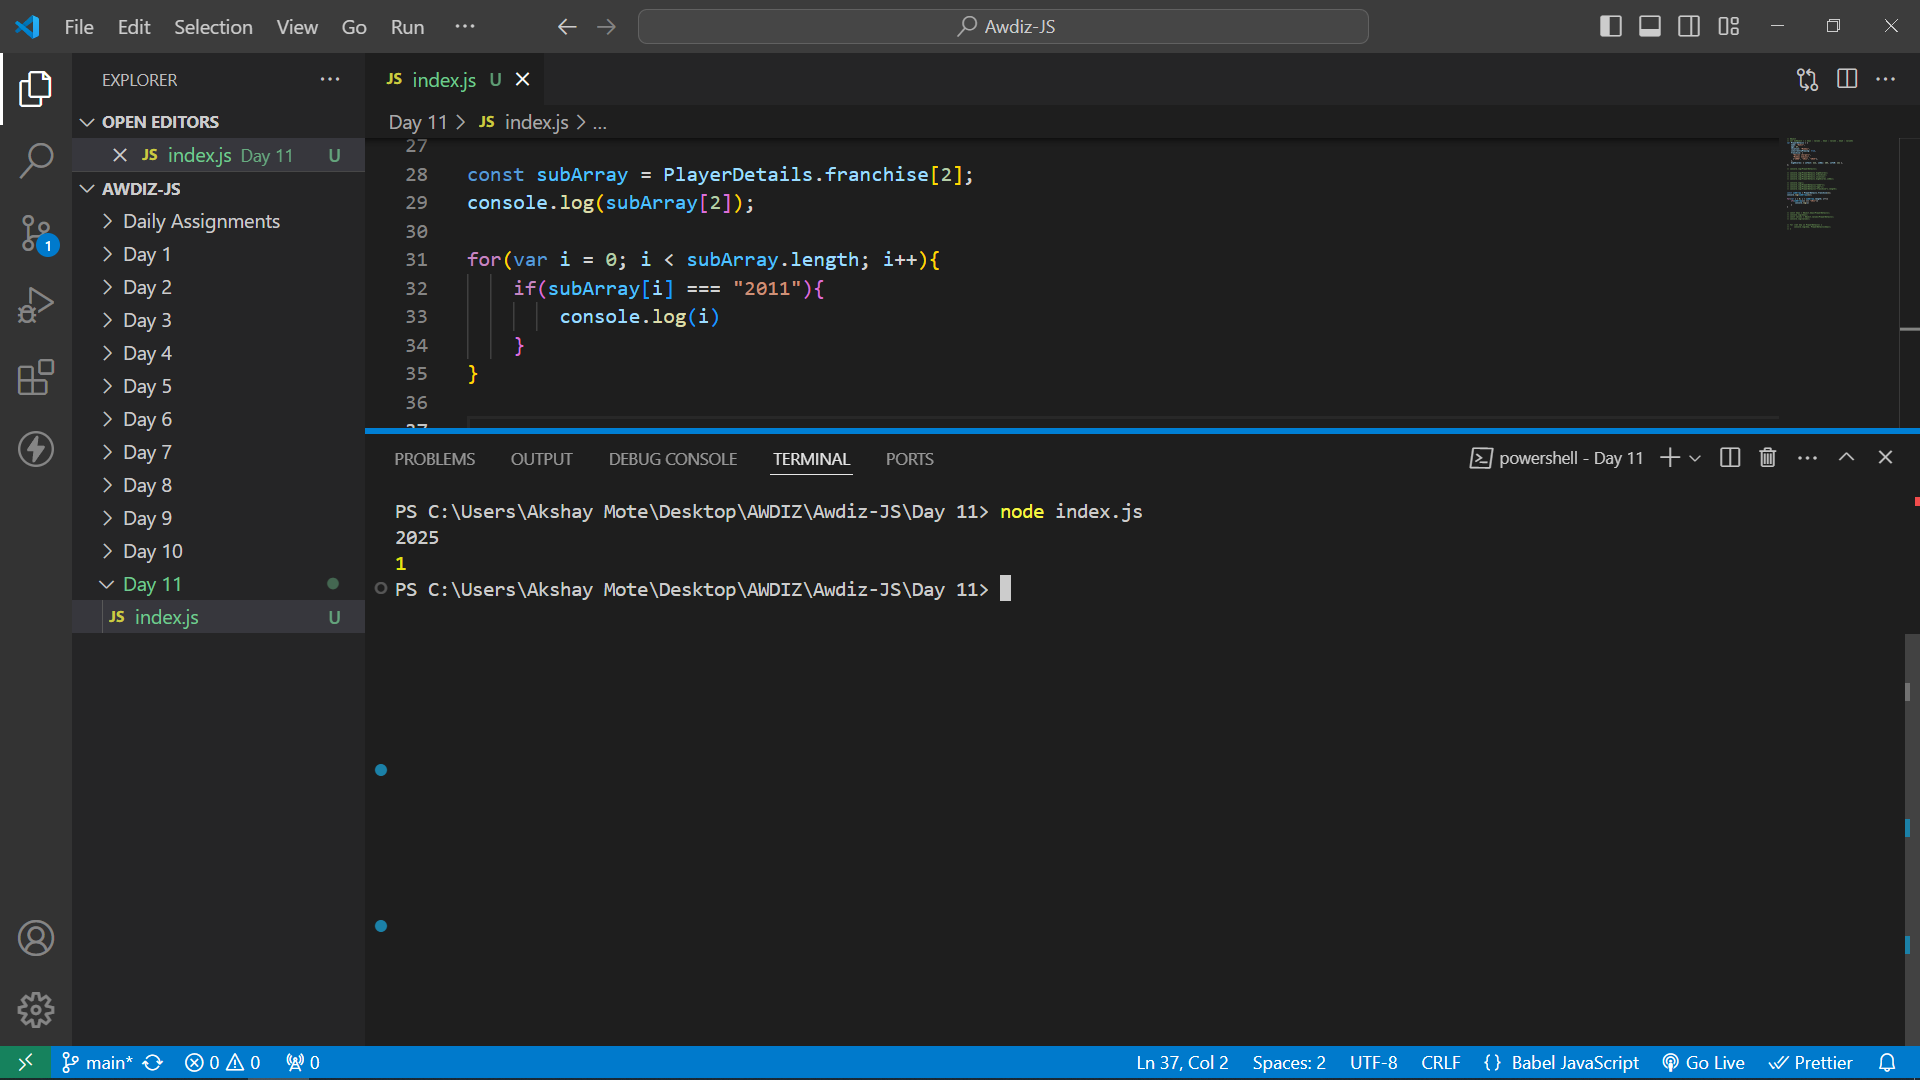 File Edit Selection View Go Run ··· Awdiz-JS
EXPLORER ···
OPEN EDITORS
JS index.js Day 11 U
AWDIZ-JS
Daily Assignments
Day 1
Day 2
Day 3
Day 4
Day 5
Day 6
Day 7
Day 8
Day 9
Day 10
Day 11
JS index.js U
1
JS index.js U
Day 11 > JS index.js > ...
27
28 const subArray = PlayerDetails.franchise[2];
29 console.log(subArray[2]);
30
31 for(var i = 0; i < subArray.length; i++){
32 if(subArray[i] === "2011"){
33 console.log(i)
34 }
35 }
36
37
PROBLEMS OUTPUT DEBUG CONSOLE TERMINAL PORTS powershell - Day 11
PS C:\Users\Akshay Mote\Desktop\AWDIZ\Awdiz-JS\Day 11> node index.js
2025
1
PS C:\Users\Akshay Mote\Desktop\AWDIZ\Awdiz-JS\Day 11>
main* 0 0 0 Ln 37, Col 2 Spaces: 2 UTF-8 CRLF {} Babel JavaScript Go Live Prettier